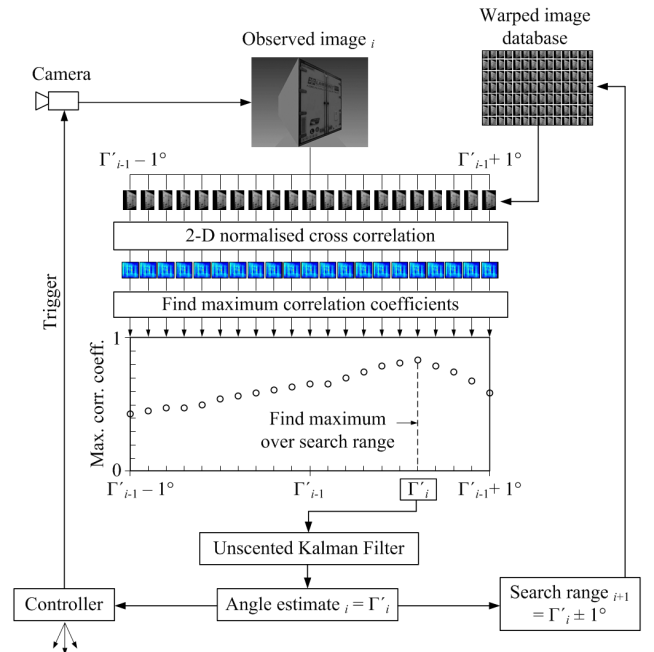 Observed image i
Warped image
database
Camera
Γ´i-1 – 1°
Γ´i-1+ 1°
2-D normalised cross correlation
Find maximum correlation coefficients
Trigger
Max. corr. coeff.
1
0
Find maximum
over search range
Γ´i-1 – 1°
Γ´i-1
Γ´i
Γ´i-1+ 1°
Unscented Kalman Filter
Controller
Angle estimate i = Γ´i
Search range i+1
= Γ´i ± 1°